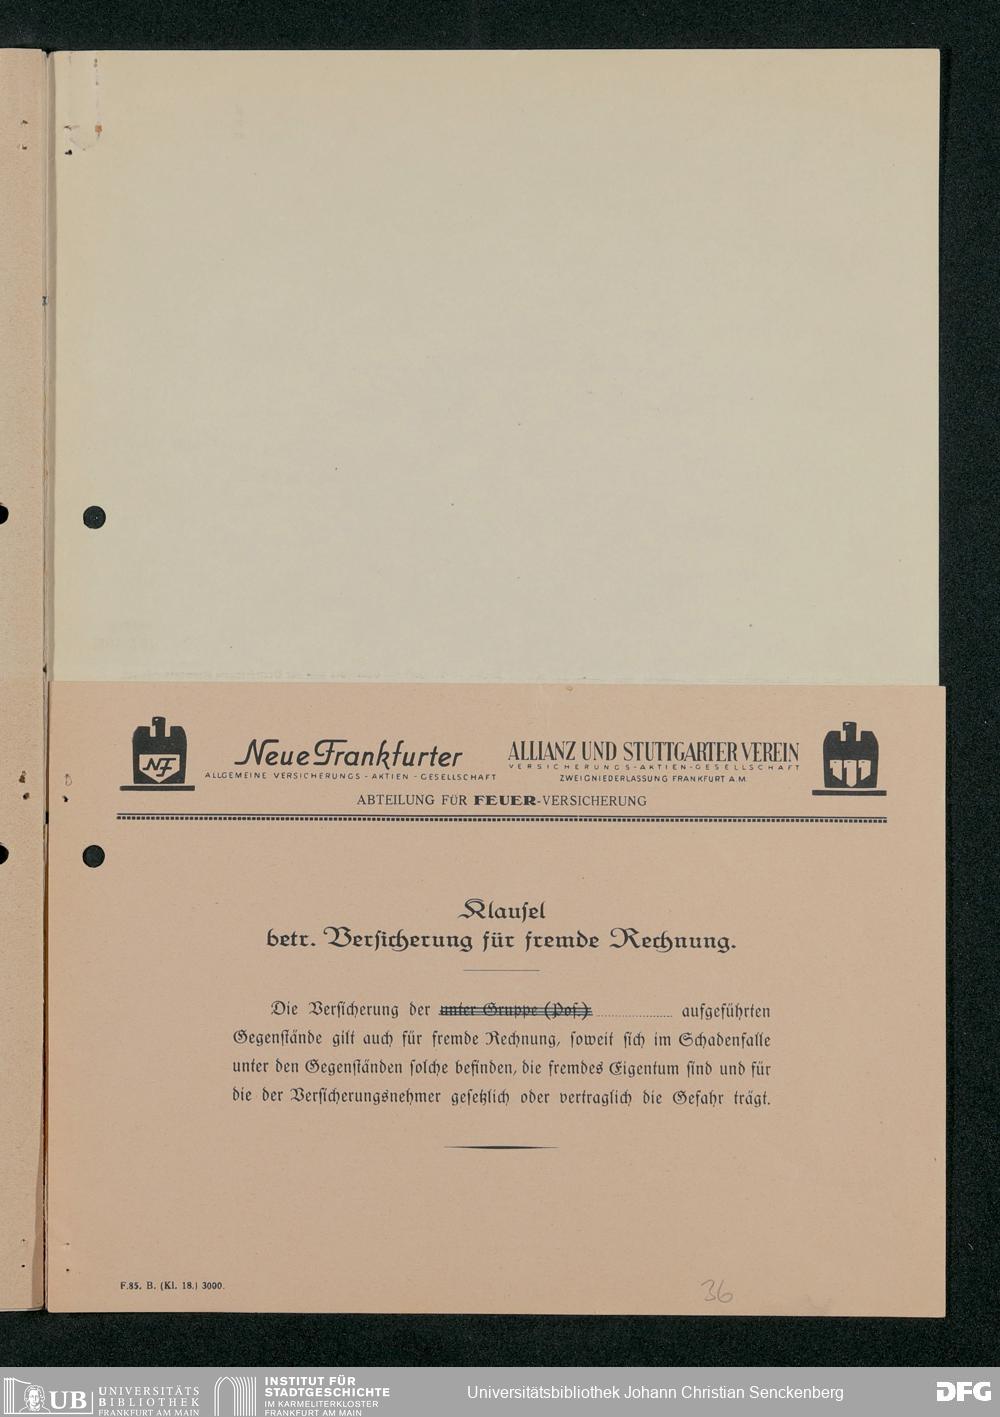 NF
Neue Frankfurter
ALLGEMEINE VERSICHERUNGS-AKTIEN-GESELLSCHAFT
ALLIANZ UND STUTTGARTER VEREIN
VERSICHERUNGS-AKTIEN-GESELLSCHAFT
ZWEIGNIEDERLASSUNG FRANKFURT A.M.
ABTEILUNG FÜR FEUER-VERSICHERUNG
Klausel
betr. Versicherung für fremde Rechnung.
Die Versicherung der unter Gruppe (Pos.) .................... aufgeführten
Gegenstände gilt auch für fremde Rechnung, soweit sich im Schadenfalle
unter den Gegenständen solche befinden, die fremdes Eigentum sind und für
die der Versicherungsnehmer gesetzlich oder vertraglich die Gefahr trägt.
F.85. B. (Kl. 18.) 3000.
36
UB
UNIVERSITÄTS
BIBLIOTHEK
FRANKFURT AM MAIN
INSTITUT FÜR
STADTGESCHICHTE
IM KARMELITERKLOSTER
FRANKFURT AM MAIN
Universitätsbibliothek Johann Christian Senckenberg
DFG